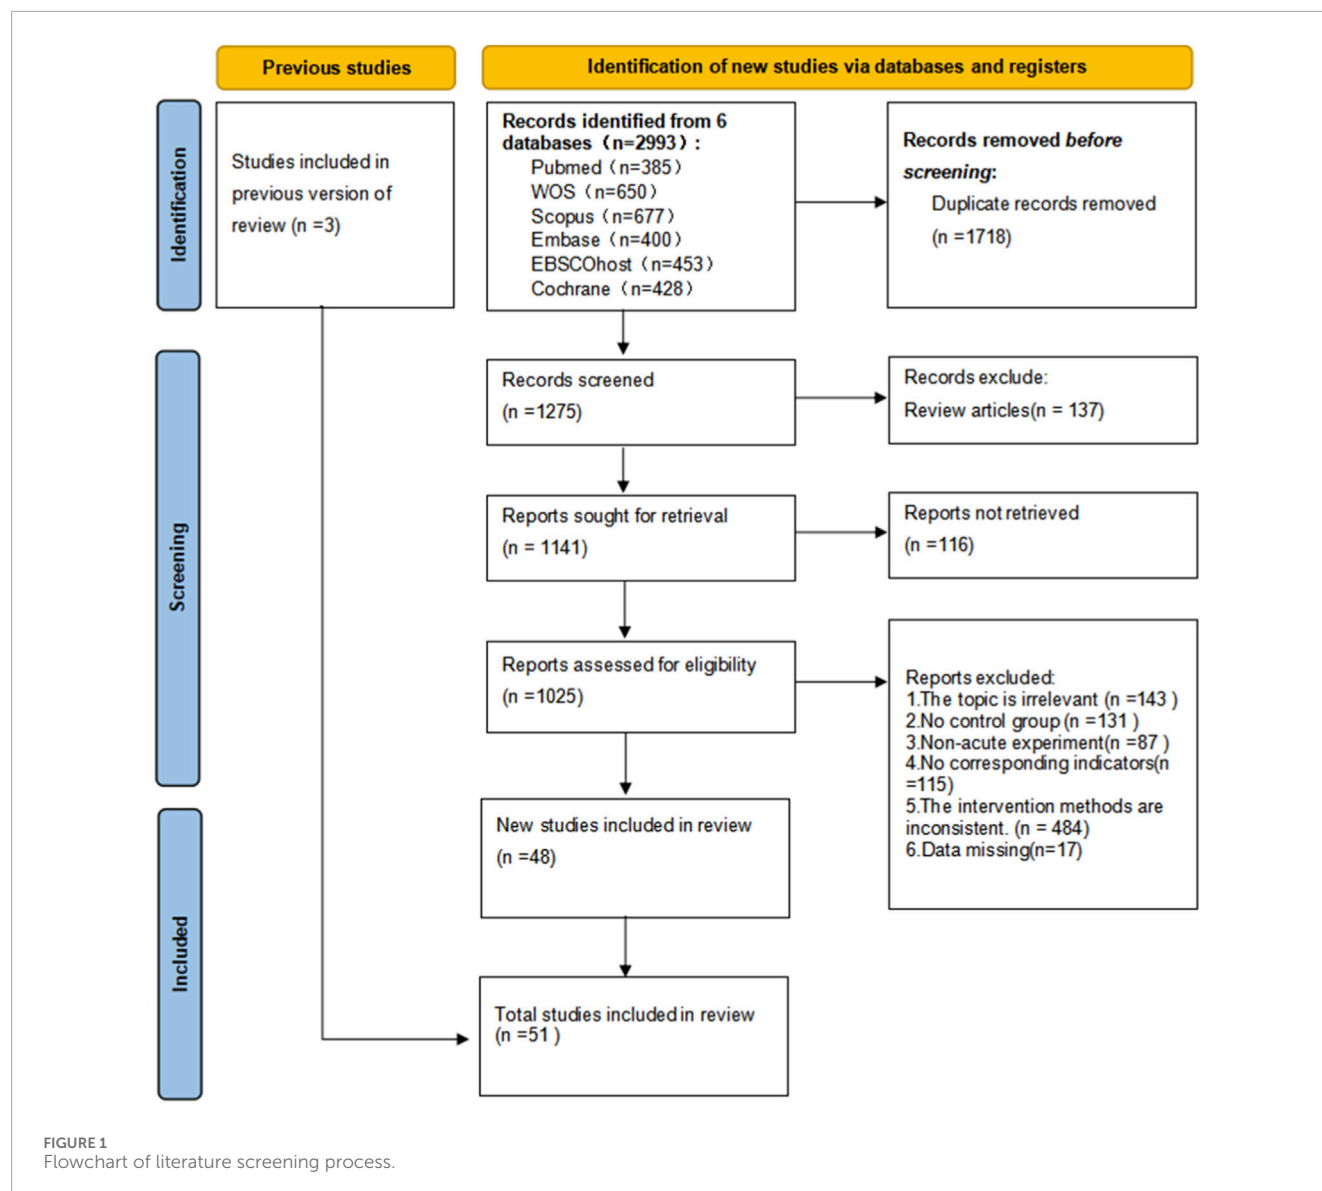 Previous studies
Identification of new studies via databases and registers
Identification
Studies included in
previous version of
review (n =3)
Records identified from 6
databases（n=2993）:
Pubmed（n=385）
WOS（n=650）
Scopus（n=677）
Embase（n=400）
EBSCOhost（n=453）
Cochrane（n=428）
Records removed before
screening:
Duplicate records removed
(n =1718)
Screening
Records screened
(n =1275)
Records exclude:
Review articles(n = 137)
Reports sought for retrieval
(n = 1141)
Reports not retrieved
(n =116)
Reports assessed for eligibility
(n =1025)
Reports excluded:
1.The topic is irrelevant (n =143 )
2.No control group (n =131 )
3.Non-acute experiment(n =87 )
4.No corresponding indicators(n
=115)
5.The intervention methods are
inconsistent. (n = 484)
6.Data missing(n=17)
Included
New studies included in review
(n =48)
Total studies included in review
(n =51 )
FIGURE 1
Flowchart of literature screening process.